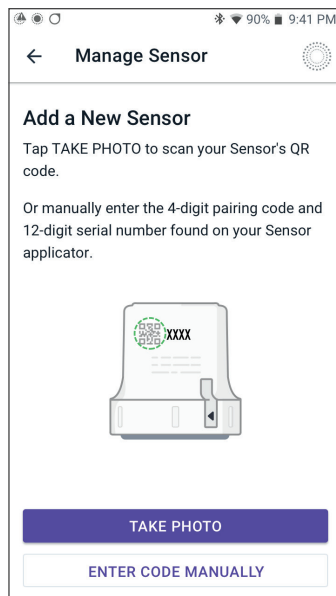 90% 9:41 PM
Manage Sensor
Add a New Sensor
Tap TAKE PHOTO to scan your Sensor's QR
code.
Or manually enter the 4-digit pairing code and
12-digit serial number found on your Sensor
applicator.
XXXX
TAKE PHOTO
ENTER CODE MANUALLY